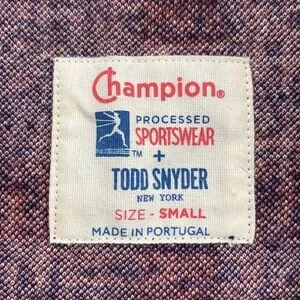 Champion®
PROCESSED
SPORTSWEAR
™ +
TODD SNYDER
NEW YORK
SIZE - SMALL
MADE IN PORTUGAL